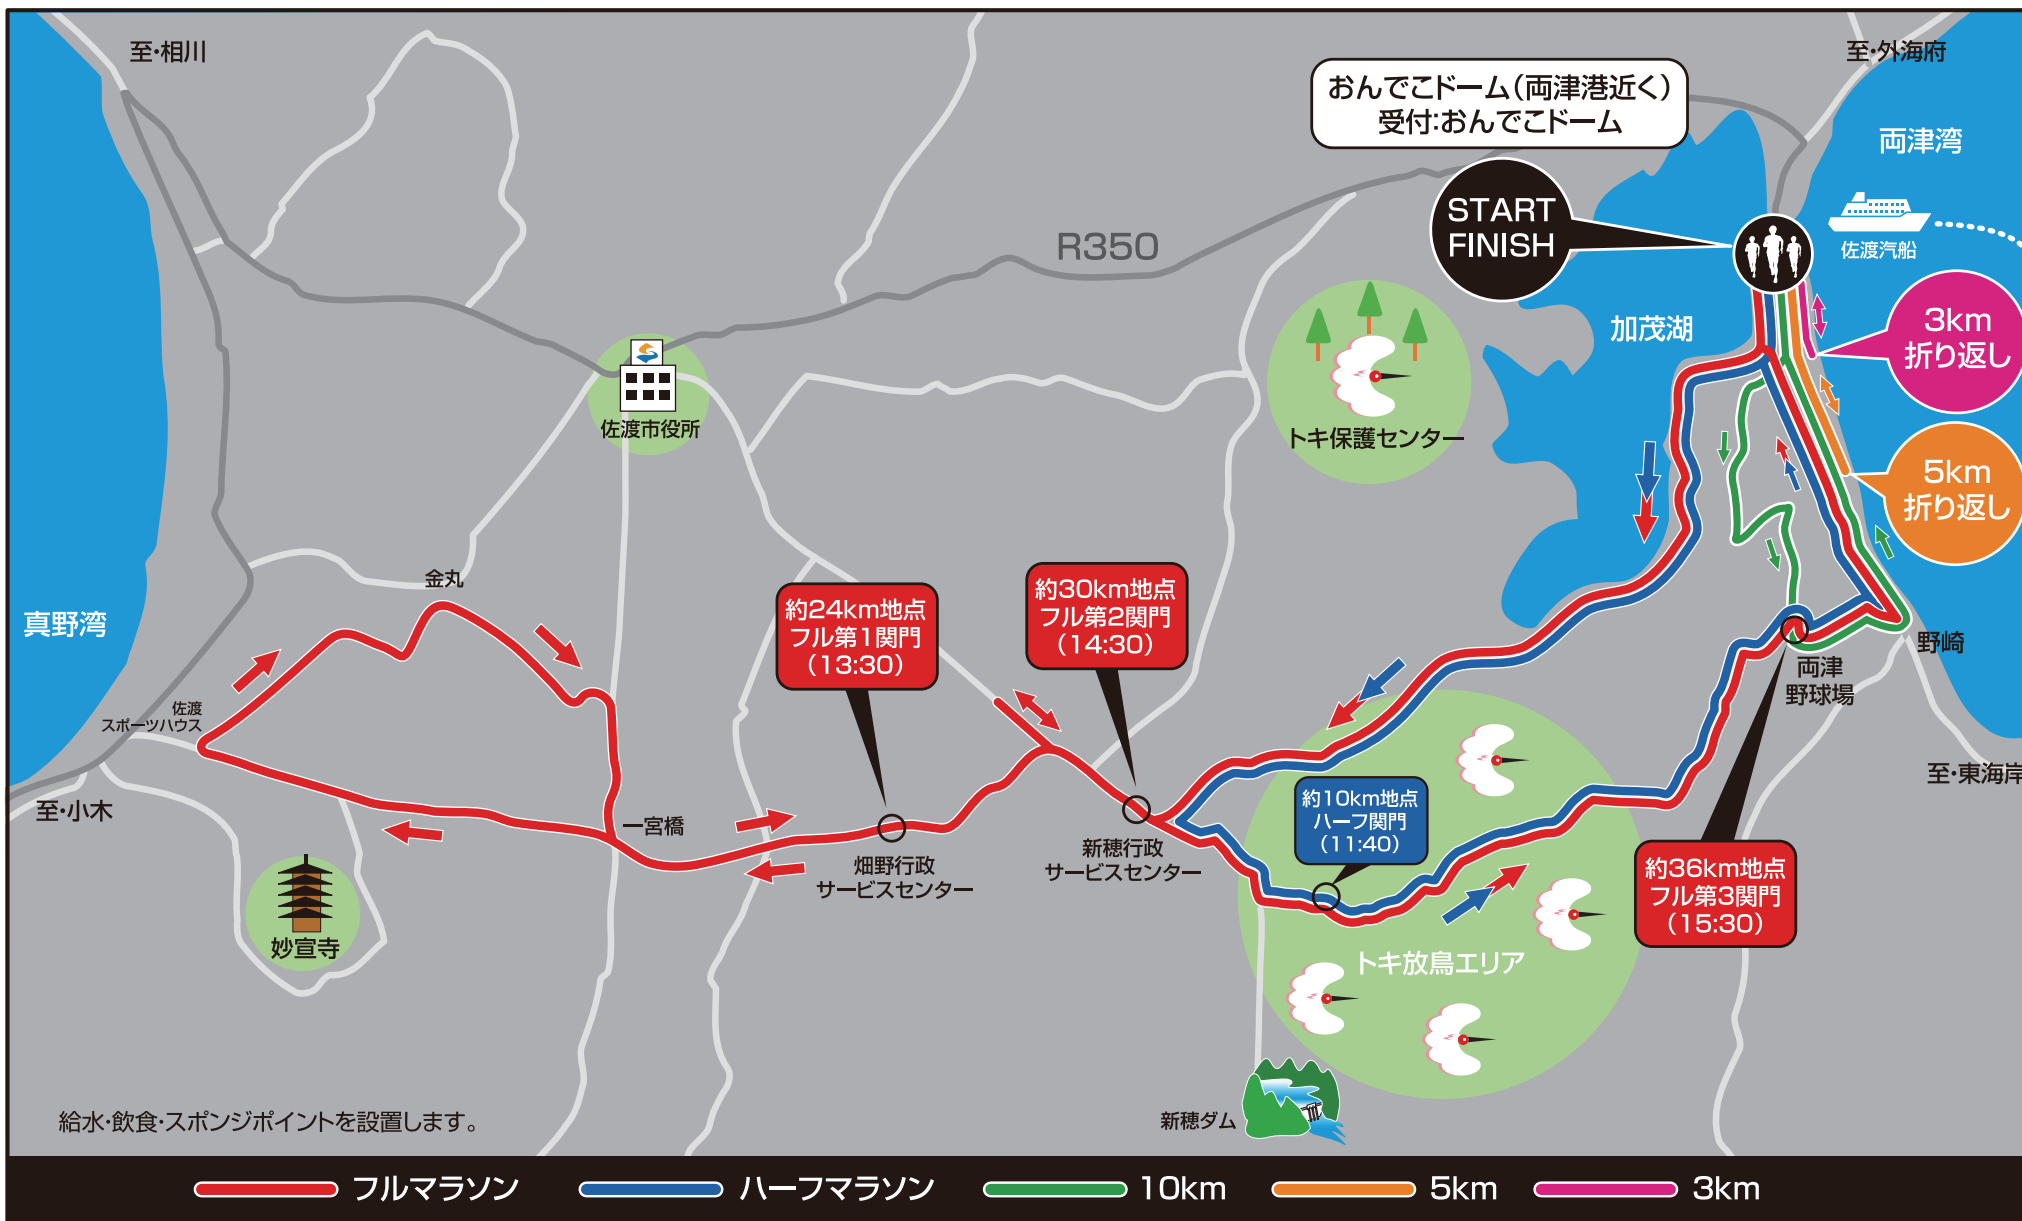 至・相川
至・外海府
おんでこドーム（両津港近く）
受付:おんでこドーム
両津湾
START
FINISH
佐渡汽船
R350
加茂湖
3km
折り返し
佐渡市役所
トキ保護センター
5km
折り返し
金丸
真野湾
約24km地点
フル第1関門
（13:30）
約30km地点
フル第2関門
（14:30）
野崎
両津
野球場
佐渡
スポーツハウス
至・東海岸
至・小木
一宮橋
約10km地点
ハーフ関門
（11:40）
新穂行政
サービスセンター
畑野行政
サービスセンター
約36km地点
フル第3関門
（15:30）
妙宣寺
トキ放鳥エリア
新穂ダム
給水・飲食・スポンジポイントを設置します。
フルマラソン
ハーフマラソン
10km
5km
3km